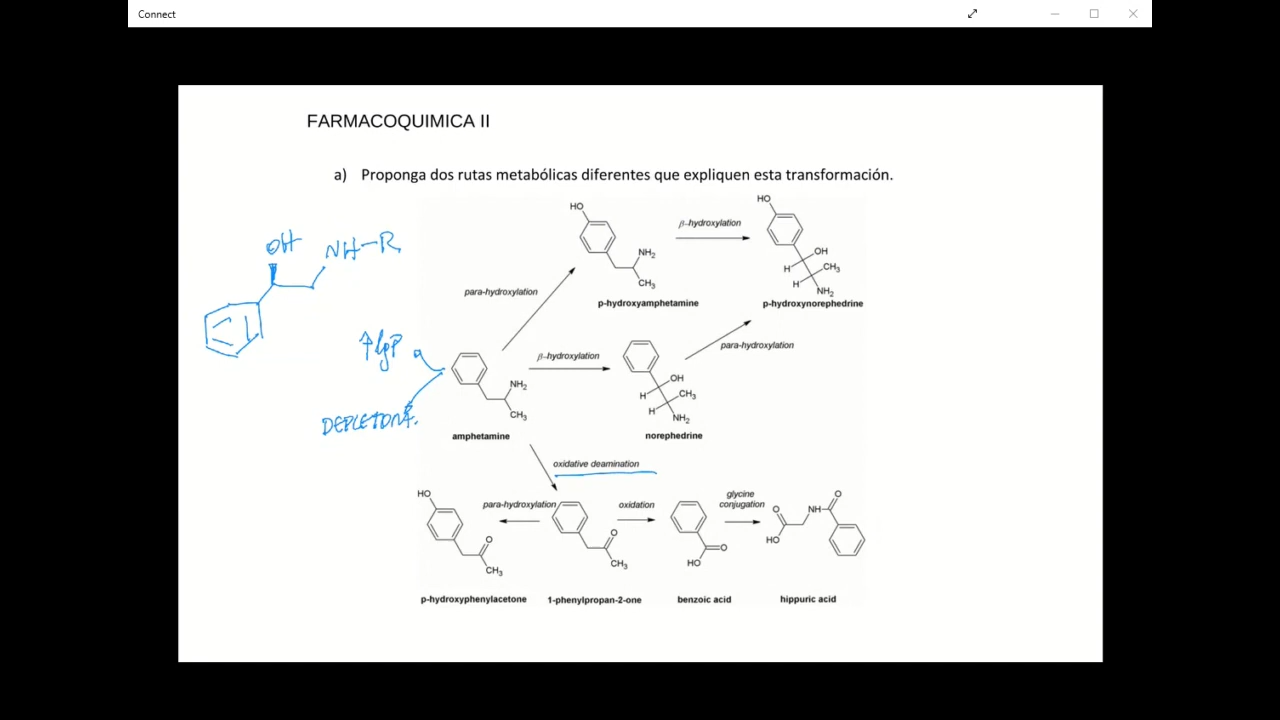 Connect
FARMACOQUIMICA II
a) Proponga dos rutas metabólicas diferentes que expliquen esta transformación.
HO
HO
β-hydroxylation
OH
NH-R
NH₂
OH
H
CH₃
CH₃
H
NH₂
para-hydroxylation
p-hydroxyamphetamine
p-hydroxynorephedrine
↑lgP
β-hydroxylation
para-hydroxylation
NH₂
OH
H
CH₃
CH₃
H
NH₂
amphetamine
norephedrine
oxidative deamination
HO
para-hydroxylation
oxidation
glycine
conjugation
O
O
NH
O
O
O
HO
CH₃
CH₃
HO
p-hydroxyphenylacetone
1-phenylpropan-2-one
benzoic acid
hippuric acid